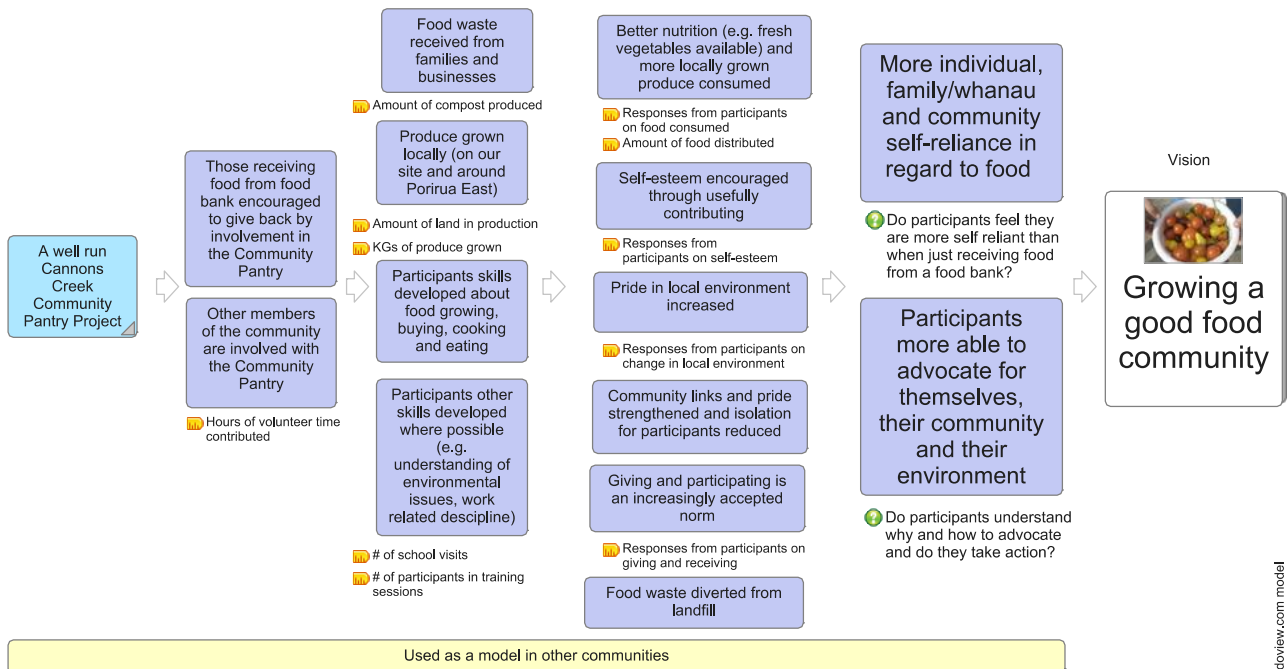 A well run
Cannons
Creek
Community
Pantry Project
Those receiving
food from food
bank encouraged
to give back by
involvement in
the Community
Pantry
Other members
of the community
are involved with
the Community
Pantry
Hours of volunteer time
contributed
Food waste
received from
families and
businesses
Amount of compost produced
Produce grown
locally (on our
site and around
Porirua East)
Amount of land in production
KGs of produce grown
Participants skills
developed about
food growing,
buying, cooking
and eating
Participants other
skills developed
where possible
(e.g.
understanding of
environmental
issues, work
related descipline)
# of school visits
# of participants in training
sessions
Better nutrition (e.g. fresh
vegetables available) and
more locally grown
produce consumed
Responses from participants
on food consumed
Amount of food distributed
Self-esteem encouraged
through usefully
contributing
Responses from
participants on self-esteem
Pride in local environment
increased
Responses from participants on
change in local environment
Community links and pride
strengthened and isolation
for participants reduced
Giving and participating is
an increasingly accepted
norm
Responses from participants on
giving and receiving
Food waste diverted from
landfill
More individual,
family/whanau
and community
self-reliance in
regard to food
Do participants feel they
are more self reliant than
when just receiving food
from a food bank?
Participants
more able to
advocate for
themselves,
their community
and their
environment
Do participants understand
why and how to advocate
and do they take action?
Vision
Growing a
good food
community
Used as a model in other communities
doview.com model